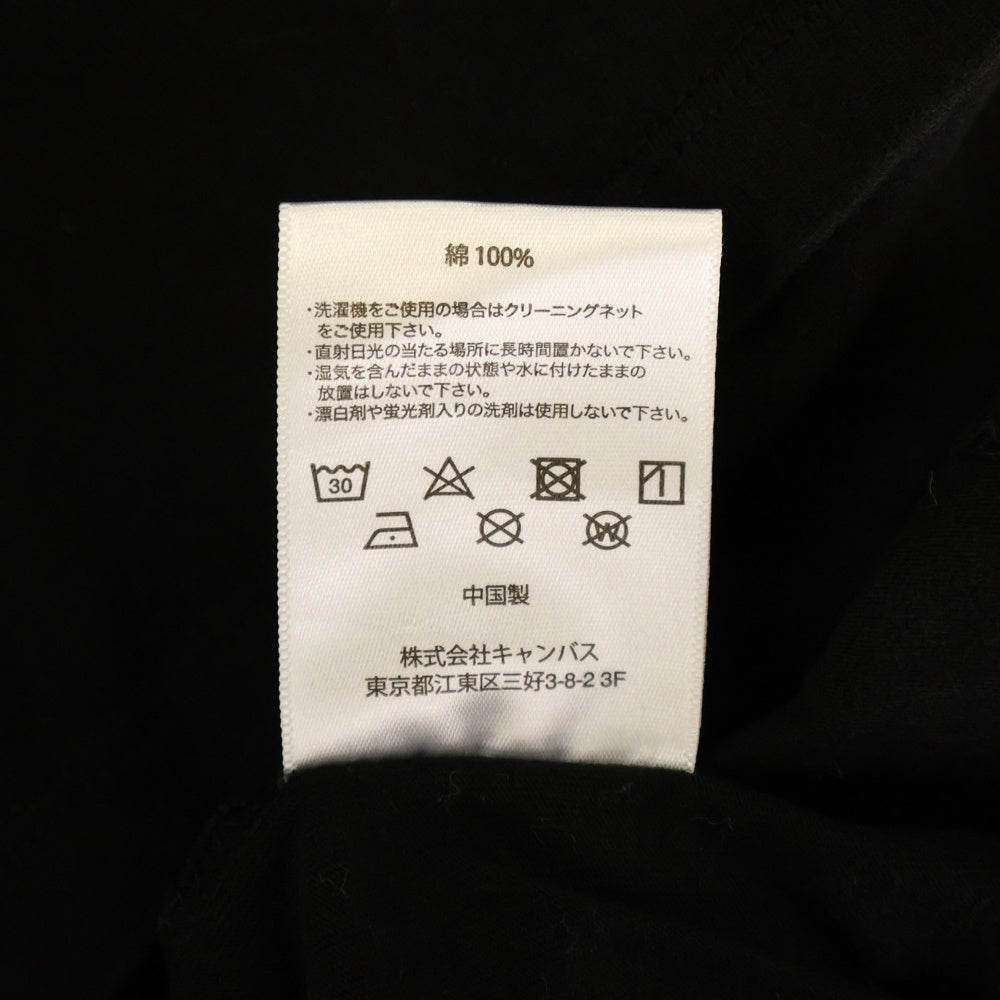 綿100%
・洗濯機をご使用の場合はクリーニングネット
をご使用下さい。
・直射日光の当たる場所に長時間置かないで下さい。
・湿気を含んだままの状態や水に付けたままの
放置はしないで下さい。
・漂白剤や蛍光剤入りの洗剤は使用しないで下さい。
30
W
中国製
株式会社キャンバス
東京都江東区三好3-8-2 3F